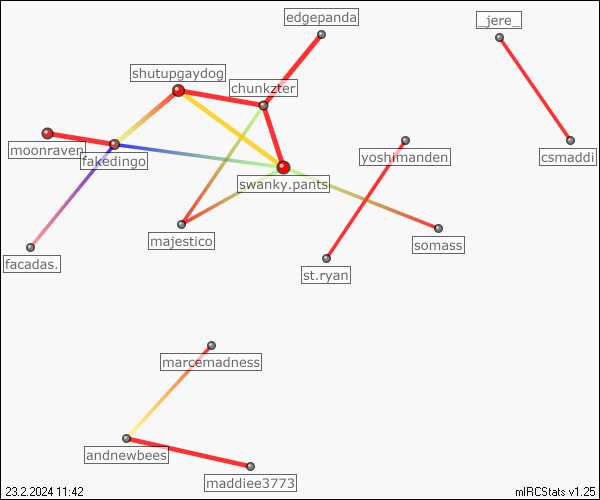 edgepanda
_jere_
shutupgaydog
chunkzter
moonraven
fakedingo
yoshimanden
csmaddi
swanky.pants
majestico
somass
facadas.
st.ryan
marcemadness
andnewbees
maddiee3773
23.2.2024 11:42
mIRCStats v1.25